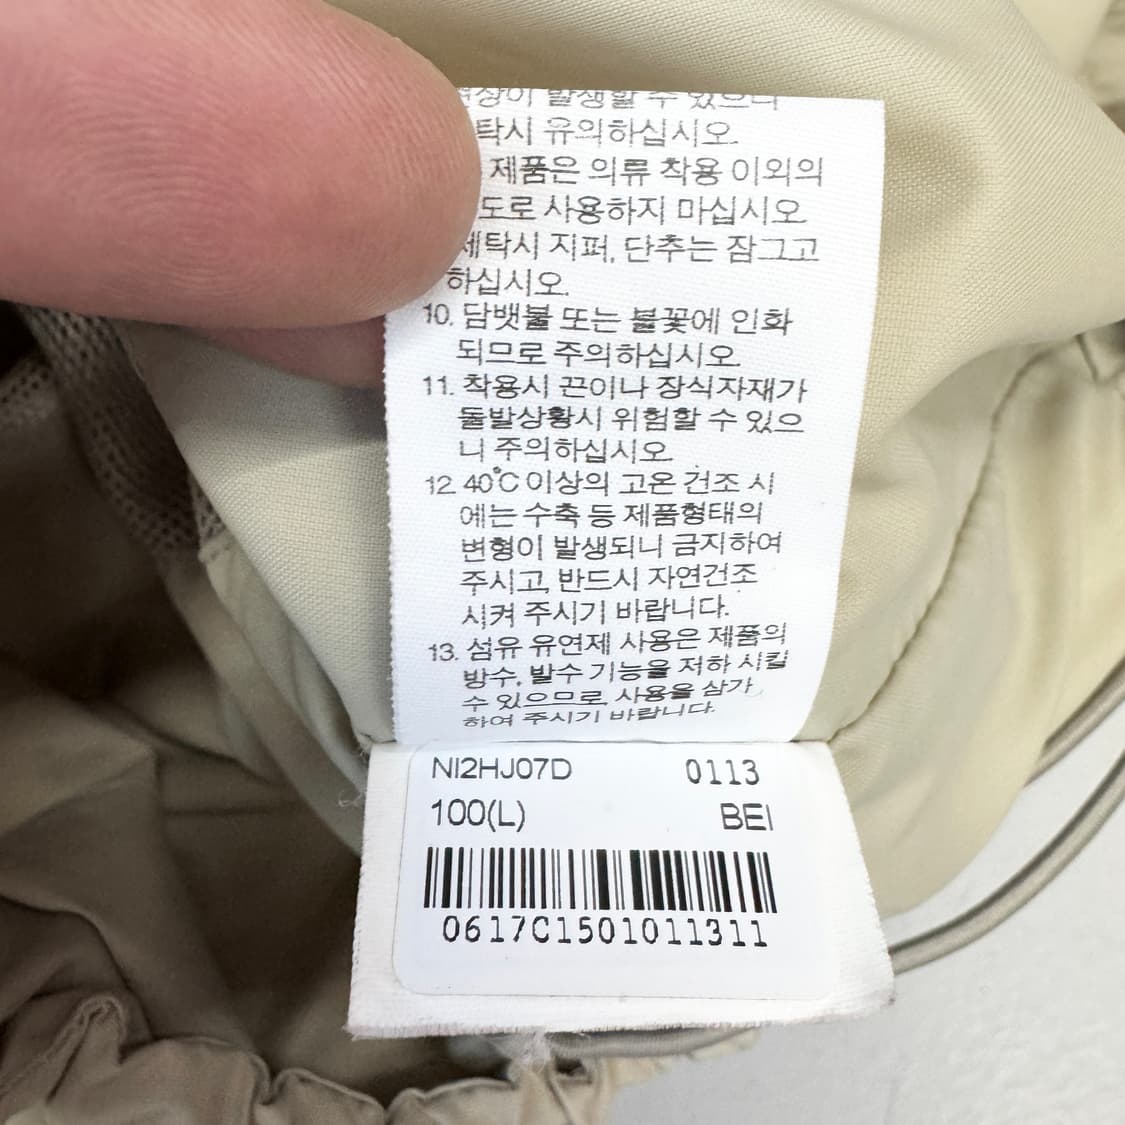 발생할 수 있으니
탁시 유의하십시오.
제품은 의류 착용 이외의
도로 사용하지 마십시오.
세탁시 지퍼, 단추는 잠그고
하십시오.
10. 담뱃불 또는 불꽃에 인화
되므로 주의하십시오.
11. 착용시 끈이나 장식자재가
돌발상황시 위험할 수 있으
니 주의하십시오.
12. 40℃ 이상의 고온 건조 시
에는 수축 등 제품형태의
변형이 발생되니 금지하여
주시고, 반드시 자연건조
시켜 주시기 바랍니다.
13. 섬유 유연제 사용은 제품의
방수, 발수 기능을 저하 시킬
수 있으므로, 사용을 삼가
하여 주시기 바랍니다.
NI2HJ07D 0113
100(L) BEI
0617C1501011311